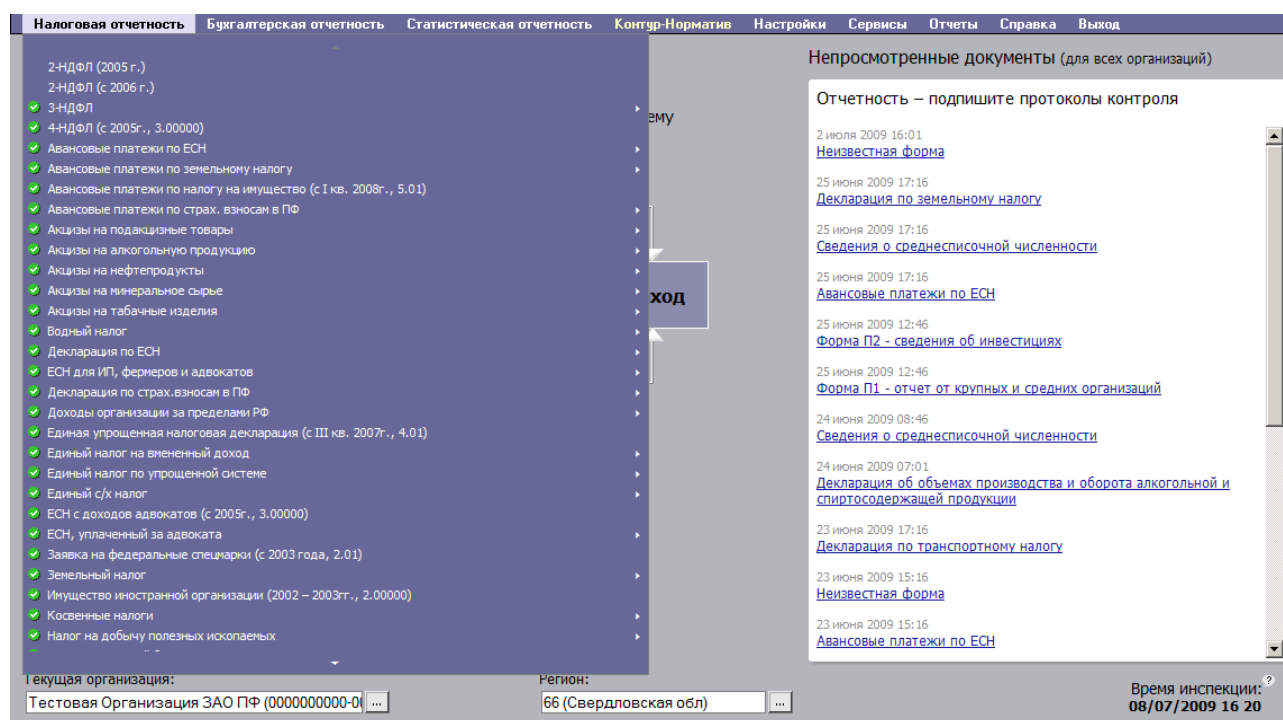 Налоговая отчетность Бухгалтерская отчетность Статистическая отчетность Контур-Норматив Настройки Сервисы Отчеты Справка Выход
2-НДФЛ (2005 г.)
2-НДФЛ (с 2006 г.)
3-НДФЛ
4-НДФЛ (с 2005г., 3.00000)
Авансовые платежи по ЕСН
Авансовые платежи по земельному налогу
Авансовые платежи по налогу на имущество (с I кв. 2008г., 5.01)
Авансовые платежи по страх. взносам в ПФ
Акцизы на подакцизные товары
Акцизы на алкогольную продукцию
Акцизы на нефтепродукты
Акцизы на минеральное сырье
Акцизы на табачные изделия
Водный налог
Декларация по ЕСН
ЕСН для ИП, фермеров и адвокатов
Декларация по страх.взносам в ПФ
Доходы организации за пределами РФ
Единая упрощенная налоговая декларация (с III кв. 2007г., 4.01)
Единый налог на вмененный доход
Единый налог по упрощенной системе
Единый с/х налог
ЕСН с доходов адвокатов (с 2005г., 3.00000)
ЕСН, уплаченный за адвоката
Заявка на федеральные спецмарки (с 2003 года, 2.01)
Земельный налог
Имущество иностранной организации (2002 – 2003гг., 2.00000)
Косвенные налоги
Налог на добычу полезных ископаемых
ему
ход
Непросмотренные документы (для всех организаций)
Отчетность – подпишите протоколы контроля
2 июля 2009 16:01
Неизвестная форма
25 июня 2009 17:16
Декларация по земельному налогу
25 июня 2009 17:16
Сведения о среднесписочной численности
25 июня 2009 17:16
Авансовые платежи по ЕСН
25 июня 2009 12:46
Форма П2 - сведения об инвестициях
25 июня 2009 12:46
Форма П1 - отчет от крупных и средних организаций
24 июня 2009 08:46
Сведения о среднесписочной численности
24 июня 2009 07:01
Декларация об объемах производства и оборота алкогольной и
спиртосодержащей продукции
23 июня 2009 17:16
Декларация по транспортному налогу
23 июня 2009 15:16
Неизвестная форма
23 июня 2009 15:16
Авансовые платежи по ЕСН
Текущая организация:
Тестовая Организация ЗАО ПФ (0000000000-0 ...
Регион:
66 (Свердловская обл) ...
Время инспекции: ?
08/07/2009 16 20